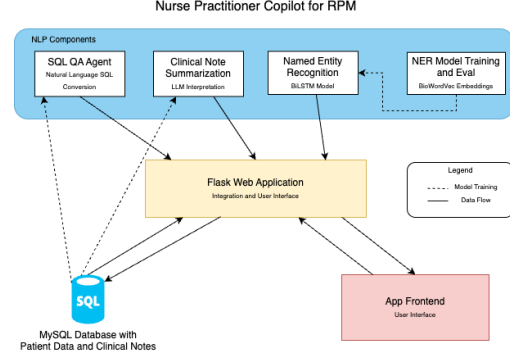 Nurse Practitioner Copilot for RPM
NLP Components
SQL QA Agent
Natural Language SQL
Conversion
Clinical Note
Summarization
LLM Interpretation
Named Entity
Recognition
BiLSTM Model
NER Model Training
and Eval
BioWordVec Embeddings
Flask Web Application
Integration and User Interface
Legend
Model Training
Data Flow
SQL
MySQL Database with
Patient Data and Clinical Notes
App Frontend
User Interface